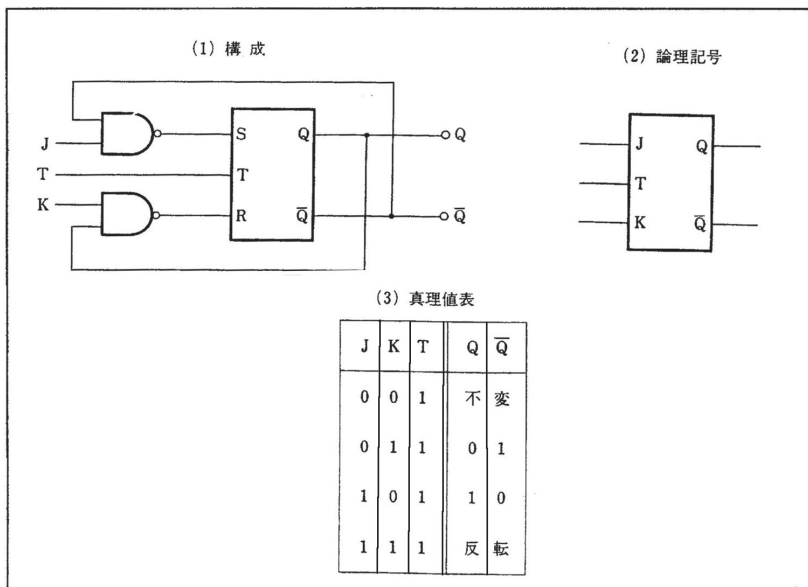 (1) 構成
J
T
K
S
T
R
Q
Q̅
Q
Q̅
(2) 論理記号
J
T
K
Q
Q̅
(3) 真理値表
J K T Q Q̅
0 0 1 不 変
0 1 1 0 1
1 0 1 1 0
1 1 1 反 転